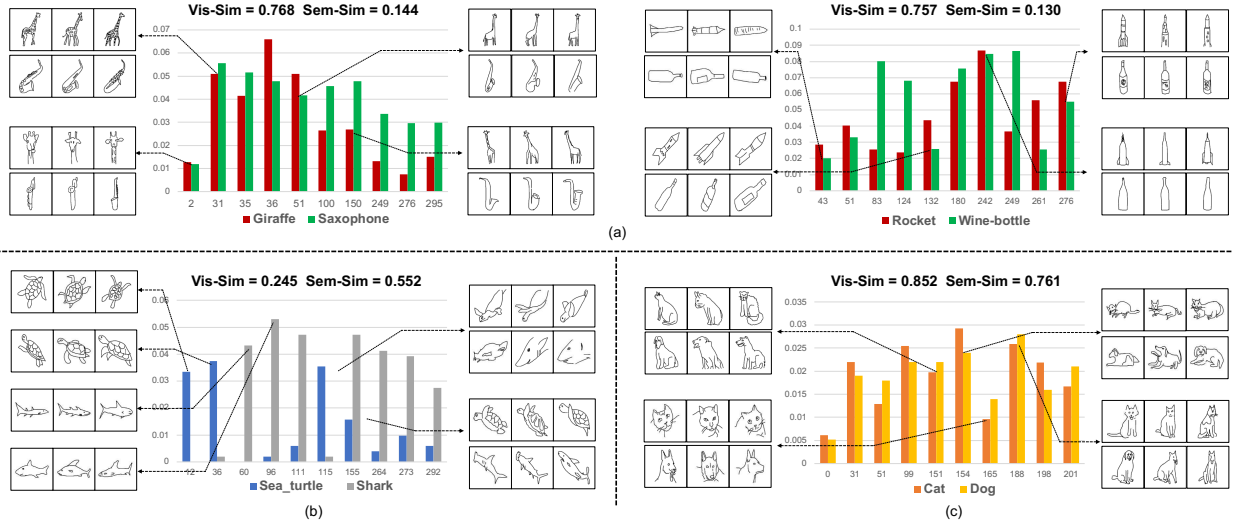 Vis-Sim = 0.768 Sem-Sim = 0.144
0.07
0.06
0.05
0.04
0.03
0.02
0.01
0
2 31 35 36 51 100 150 249 276 295
Giraffe Saxophone
Vis-Sim = 0.757 Sem-Sim = 0.130
0.1
0.09
0.08
0.07
0.06
0.05
0.04
0.03
0.02
0.01
0
43 51 83 124 132 180 242 249 261 276
Rocket Wine-bottle
(a)
Vis-Sim = 0.245 Sem-Sim = 0.552
0.06
0.05
0.04
0.03
0.02
0.01
0
12 36 60 96 111 115 155 264 273 292
Sea_turtle Shark
(b)
Vis-Sim = 0.852 Sem-Sim = 0.761
0.035
0.03
0.025
0.02
0.015
0.01
0.005
0
0 31 51 99 151 154 165 188 198 201
Cat Dog
(c)